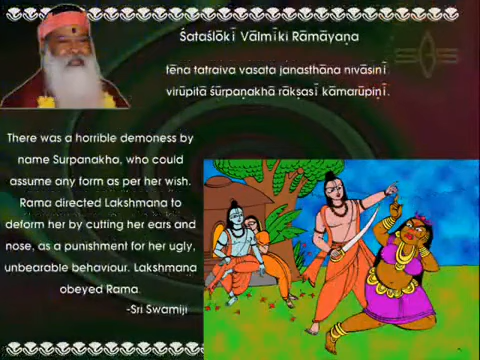 Śataślōkī Vālmīki Rāmāyaṇa
tēna tatraiva vasata janasthāna nivāsinī
virūpitā śūrpaṇakhā rākṣasī kāmarūpiṇī.
There was a horrible demoness by
name Surpanakha, who could
assume any form as per her wish.
Rama directed Lakshmana to
deform her by cutting her ears and
nose, as a punishment for her ugly,
unbearable behaviour. Lakshmana
obeyed Rama.
-Sri Swamiji